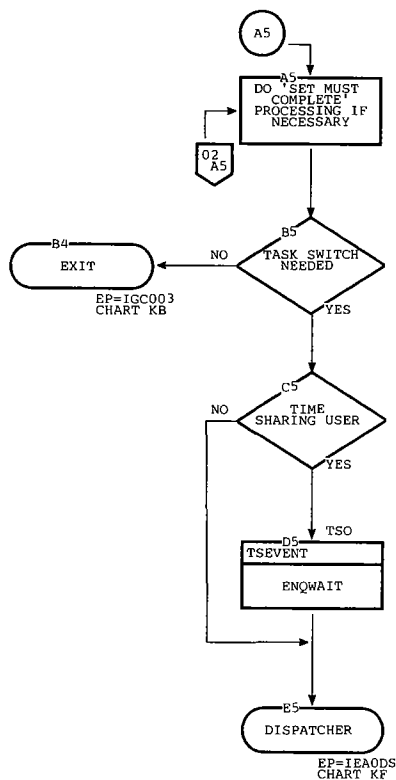 A5
A5
DO 'SET MUST
COMPLETE'
PROCESSING IF
NECESSARY
02
A5
B5
TASK SWITCH
NEEDED
NO
YES
B4
EXIT
EP=IGC003
CHART KB
C5
TIME
SHARING USER
NO
YES
TSO
D5
TSEVENT
ENQWAIT
E5
DISPATCHER
EP=IEA0DS
CHART KF